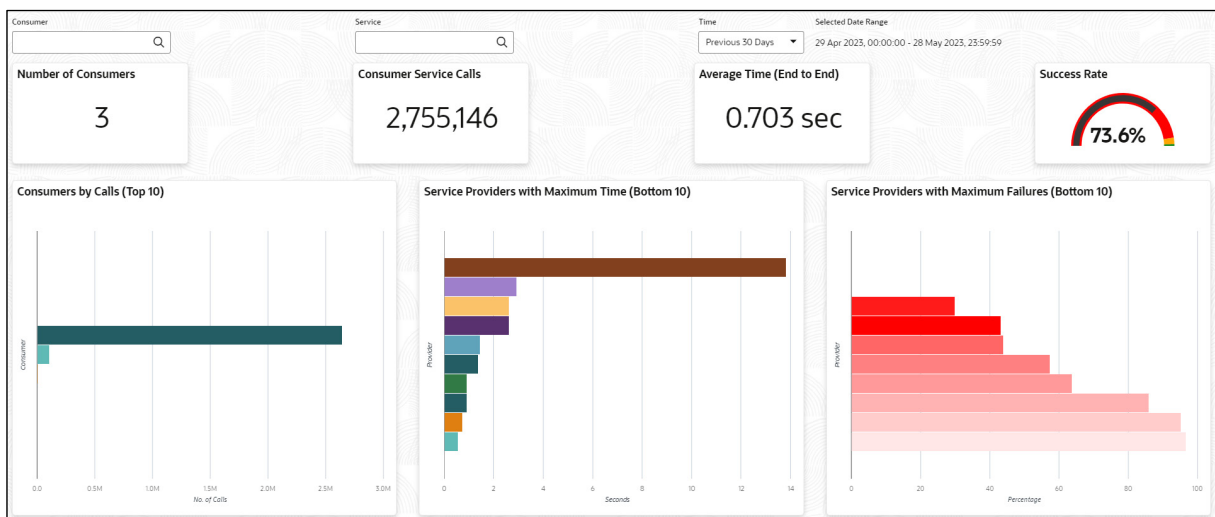 Consumer
Service
Time
Selected Date Range
Previous 30 Days
29 Apr 2023, 00:00:00 - 28 May 2023, 23:59:59
Number of Consumers
3
Consumer Service Calls
2,755,146
Average Time (End to End)
0.703 sec
Success Rate
73.6%
Consumers by Calls (Top 10)
Consumer
0.0 0.5M 1.0M 1.5M 2.0M 2.5M 3.0M
No. of Calls
Service Providers with Maximum Time (Bottom 10)
Provider
0 2 4 6 8 10 12 14
Seconds
Service Providers with Maximum Failures (Bottom 10)
Provider
0 20 40 60 80 100
Percentage